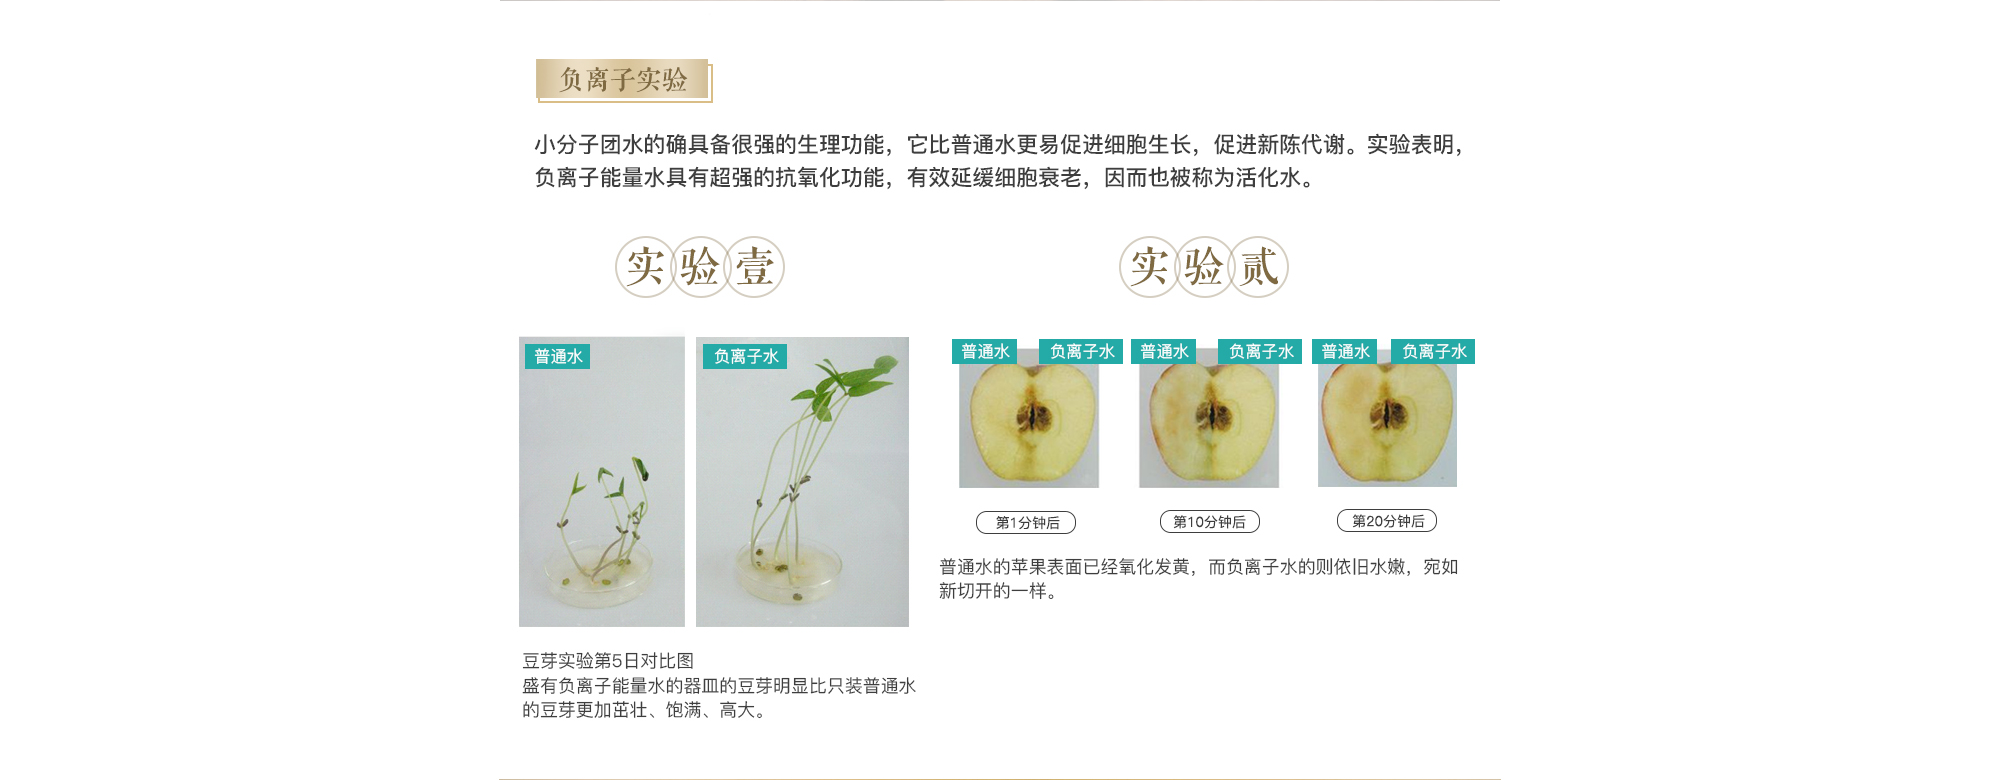 负离子实验
小分子团水的确具备很强的生理功能，它比普通水更易促进细胞生长，促进新陈代谢。实验表明，
负离子能量水具有超强的抗氧化功能，有效延缓细胞衰老，因而也被称为活化水。
实验壹
实验贰
普通水
负离子水
普通水
负离子水
普通水
负离子水
普通水
负离子水
第1分钟后
第10分钟后
第20分钟后
普通水的苹果表面已经氧化发黄，而负离子水的则依旧水嫩，宛如
新切开的一样。
豆芽实验第5日对比图
盛有负离子能量水的器皿的豆芽明显比只装普通水
的豆芽更加茁壮、饱满、高大。